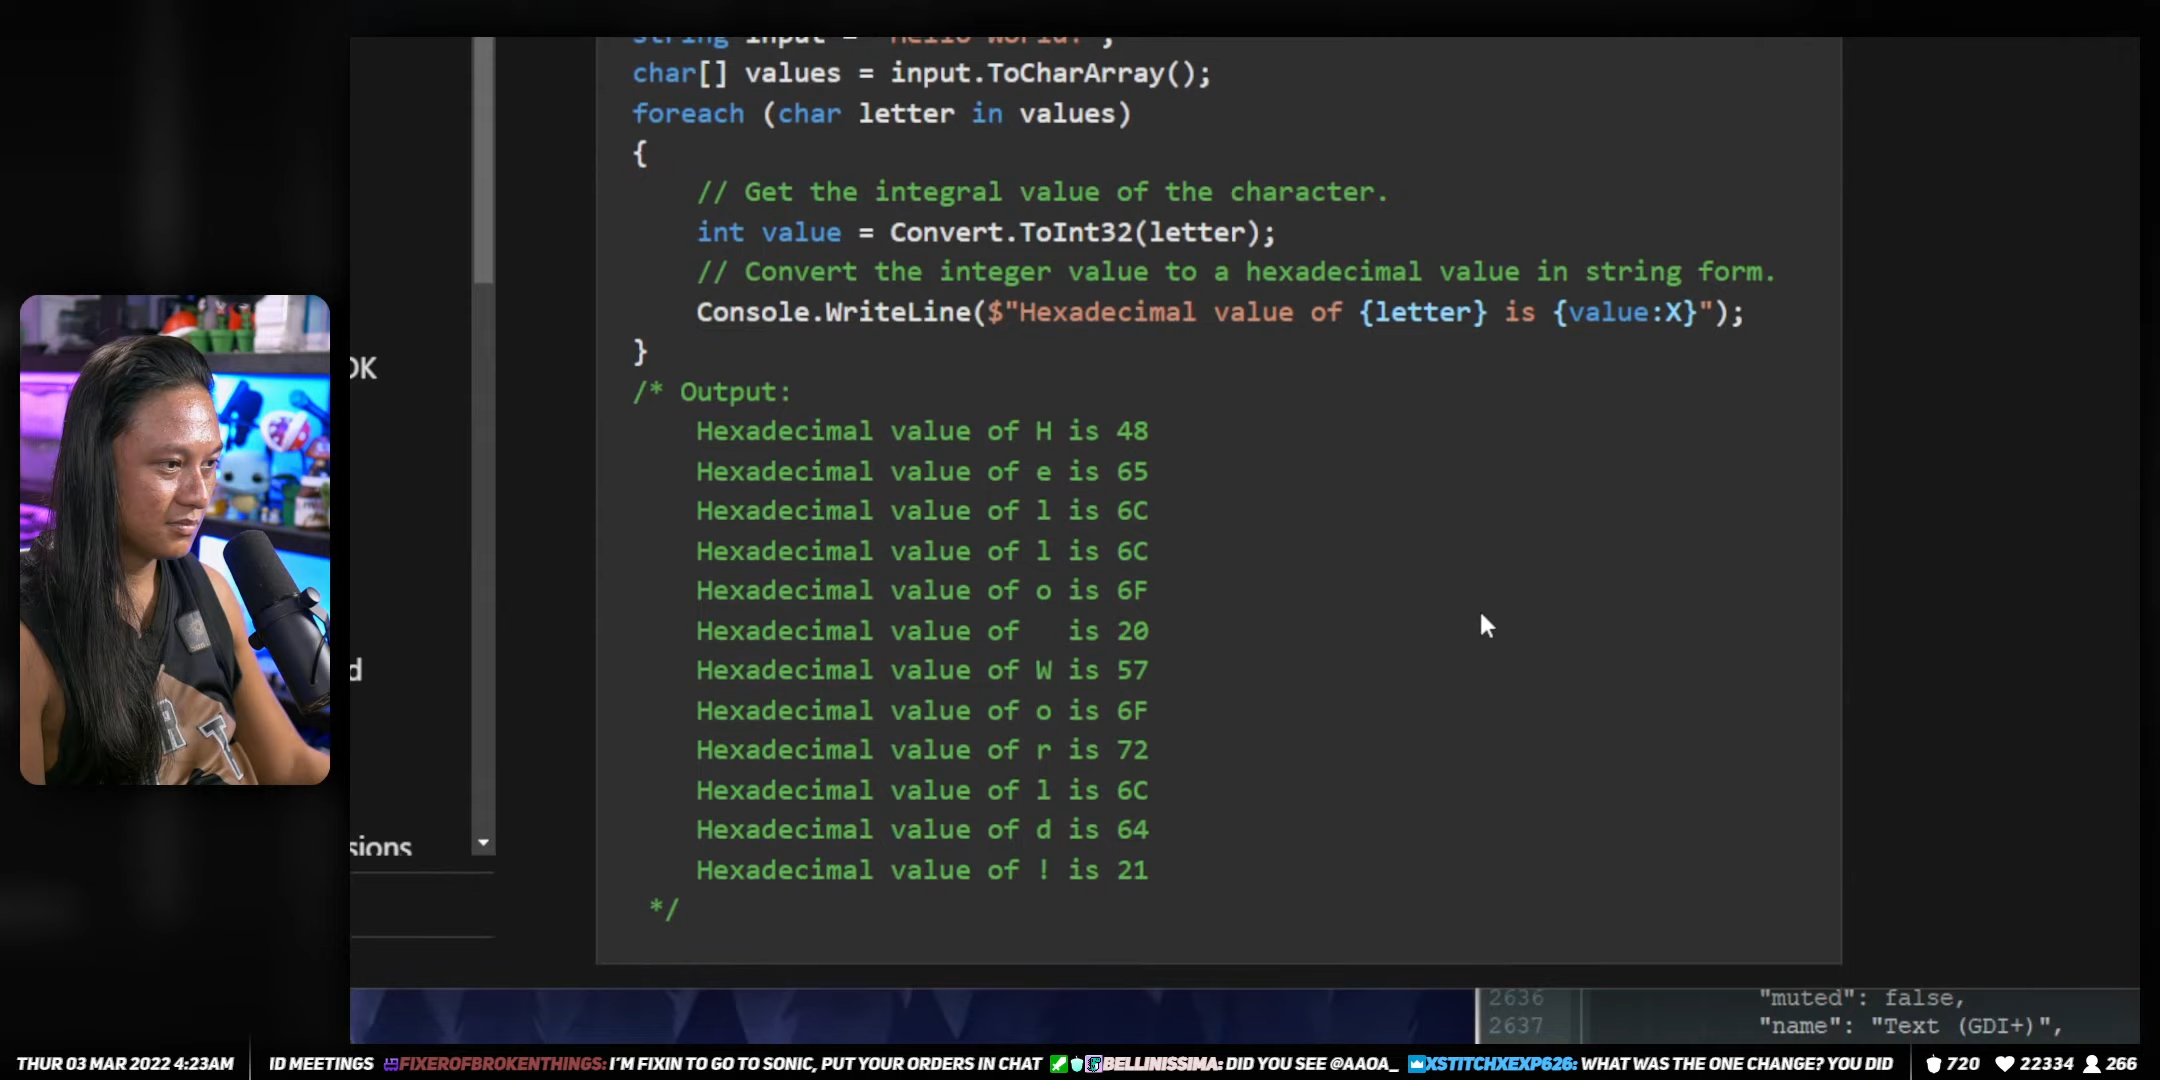 string input = "Hello World!";
char[] values = input.ToCharArray();
foreach (char letter in values)
{
// Get the integral value of the character.
int value = Convert.ToInt32(letter);
// Convert the integer value to a hexadecimal value in string form.
Console.WriteLine($"Hexadecimal value of {letter} is {value:X}");
}
/* Output:
Hexadecimal value of H is 48
Hexadecimal value of e is 65
Hexadecimal value of l is 6C
Hexadecimal value of l is 6C
Hexadecimal value of o is 6F
Hexadecimal value of   is 20
Hexadecimal value of W is 57
Hexadecimal value of o is 6F
Hexadecimal value of r is 72
Hexadecimal value of l is 6C
Hexadecimal value of d is 64
Hexadecimal value of ! is 21
*/
OK
d
sions
2636 "muted": false,
2637 "name": "Text (GDI+)",
THUR 03 MAR 2022 4:23AM ID MEETINGS FIXEROFBROKENTHINGS: I'M FIXIN TO GO TO SONIC, PUT YOUR ORDERS IN CHAT BELLINISSIMA: DID YOU SEE @AAOA_ XSTITCHXEXP626: WHAT WAS THE ONE CHANGE? YOU DID 720 22334 266